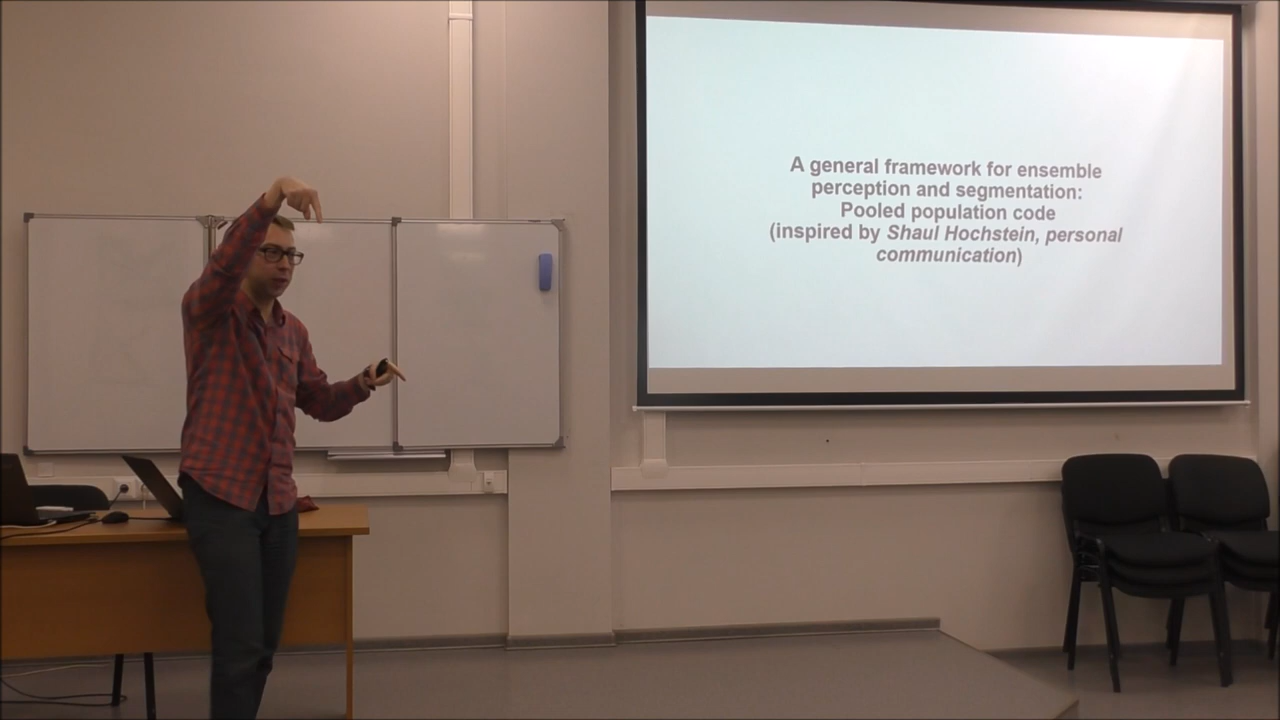 A general framework for ensemble
perception and segmentation:
Pooled population code
(inspired by Shaul Hochstein, personal
communication)